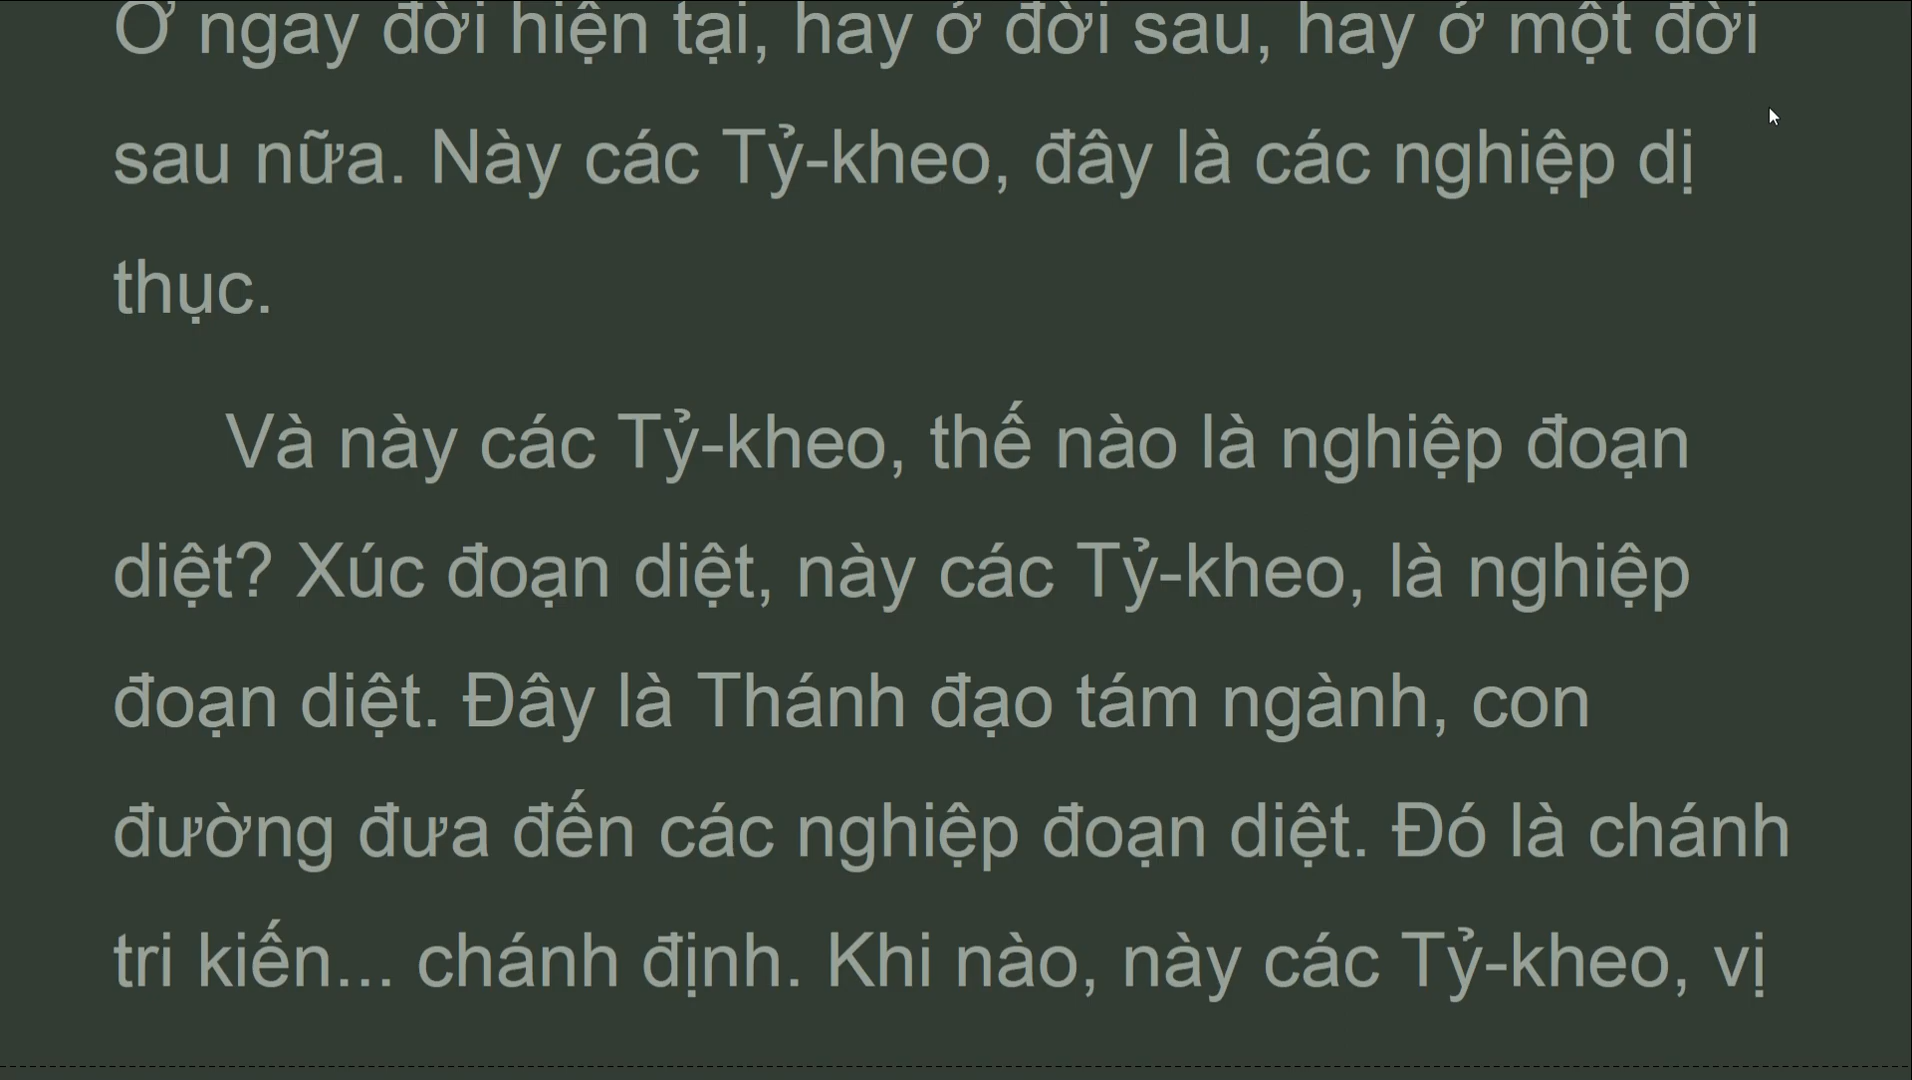 Ở ngay đời hiện tại, hay ở đời sau, hay ở một đời
sau nữa. Này các Tỷ-kheo, đây là các nghiệp dị
thục.
Và này các Tỷ-kheo, thế nào là nghiệp đoạn
diệt? Xúc đoạn diệt, này các Tỷ-kheo, là nghiệp
đoạn diệt. Đây là Thánh đạo tám ngành, con
đường đưa đến các nghiệp đoạn diệt. Đó là chánh
tri kiến... chánh định. Khi nào, này các Tỷ-kheo, vị